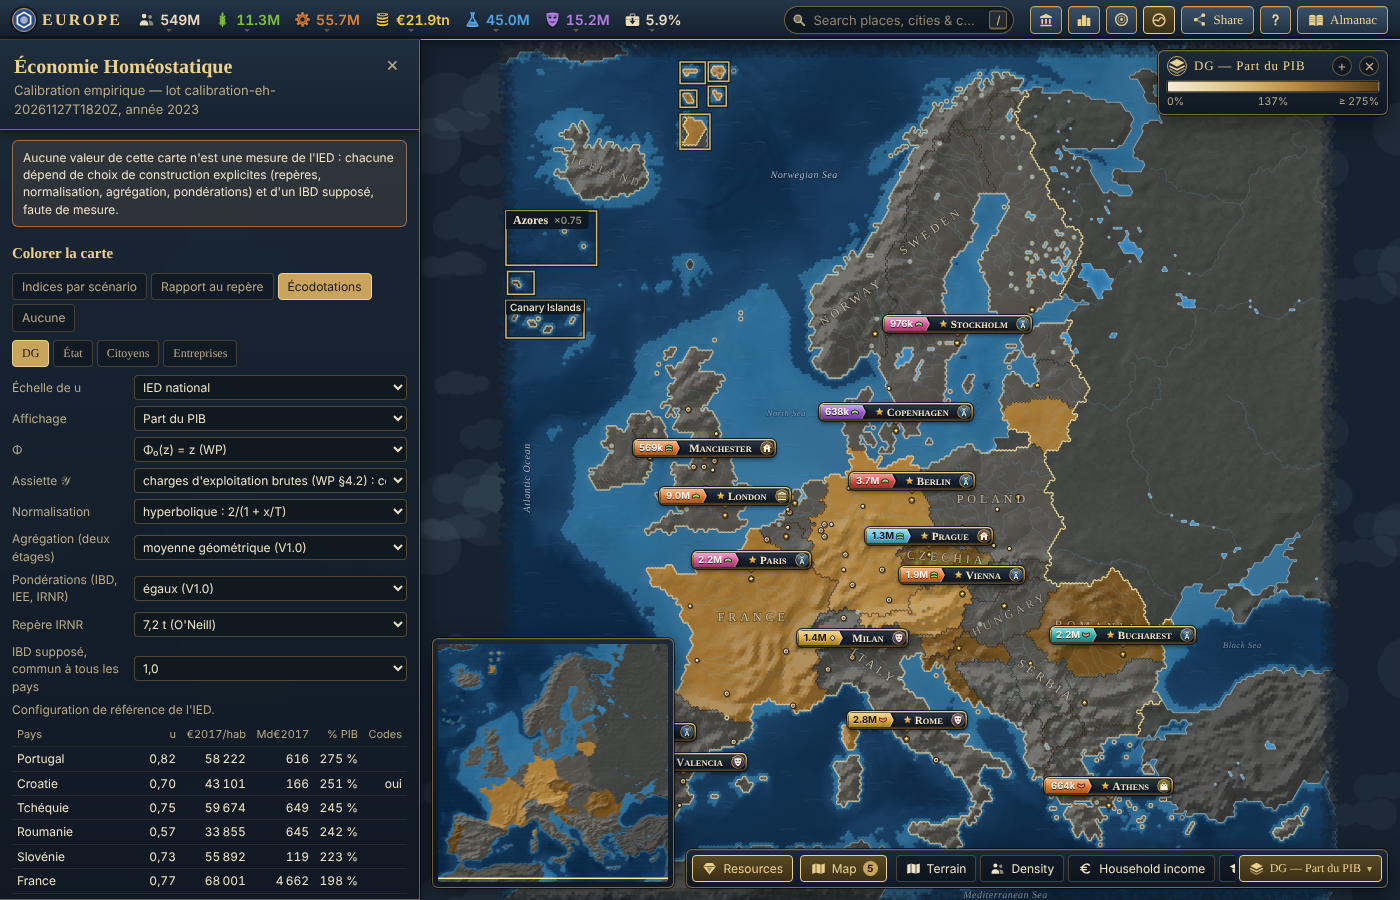 EUROPE
549M
11.3M
55.7M
€21.9tn
45.0M
15.2M
5.9%
Search places, cities & c...
/
Share
?
Almanac
Économie Homéostatique
Calibration empirique — lot calibration-eh-
20261127T1820Z, année 2023
Aucune valeur de cette carte n'est une mesure de l'IED : chacune
dépend de choix de construction explicites (repères,
normalisation, agrégation, pondérations) et d'un IBD supposé,
faute de mesure.
Colorer la carte
Indices par scénario
Rapport au repère
Écodotations
Aucune
DG
État
Citoyens
Entreprises
Échelle de u
IED national
Affichage
Part du PIB
Φ
Φ₀(z) = z (WP)
Assiette 𝒴
charges d'exploitation brutes (WP §4.2) : c
Normalisation
hyperbolique : 2/(1 + x/T)
Agrégation (deux
étages)
moyenne géométrique (V1.0)
Pondérations (IBD,
IEE, IRNR)
égaux (V1.0)
Repère IRNR
7,2 t (O'Neill)
IBD supposé,
commun à tous les
pays
1,0
Configuration de référence de l'IED.
Pays u €2017/hab Md€2017 % PIB Codes
Portugal 0,82 58 222 616 275 %
Croatie 0,70 43 101 166 251 % oui
Tchéquie 0,75 59 674 649 245 %
Roumanie 0,57 33 855 645 242 %
Slovénie 0,73 55 892 119 223 %
France 0,77 68 001 4 662 198 %
DG — Part du PIB
0% 137% ≥ 275%
ICELAND
Norwegian Sea
Azores ×0.75
Canary Islands
SWEDEN
NORWAY
976k STOCKHOLM
North Sea
638k COPENHAGEN
569k MANCHESTER
Atlantic Ocean
9.0M LONDON
3.7M BERLIN
POLAND
1.3M PRAGUE
CZECHIA
2.2M PARIS
1.9M VIENNA
FRANCE
HUNGARY
ROMANIA
1.4M MILAN
2.2M BUCHAREST
Black Sea
ITALY
SERBIA
2.8M ROME
VALENCIA
664k ATHENS
Resources
Map 5
Terrain
Density
€ Household income
DG — Part du PIB
Mediterranean Sea